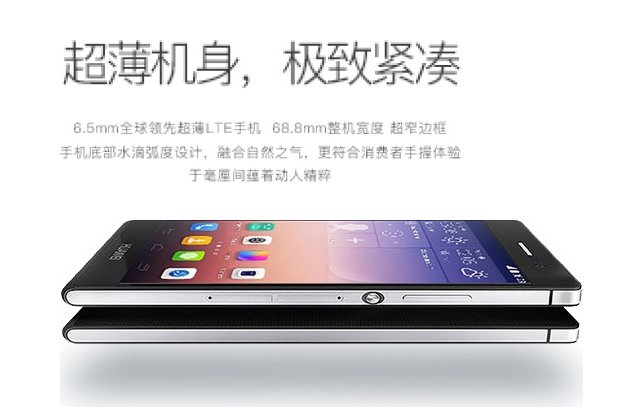 超薄机身，极致紧凑
6.5mm全球领先超薄LTE手机 68.8mm整机宽度 超窄边框
手机底部水滴弧度设计，融合自然之气，更符合消费者手握体验
于毫厘间蕴着动人精粹